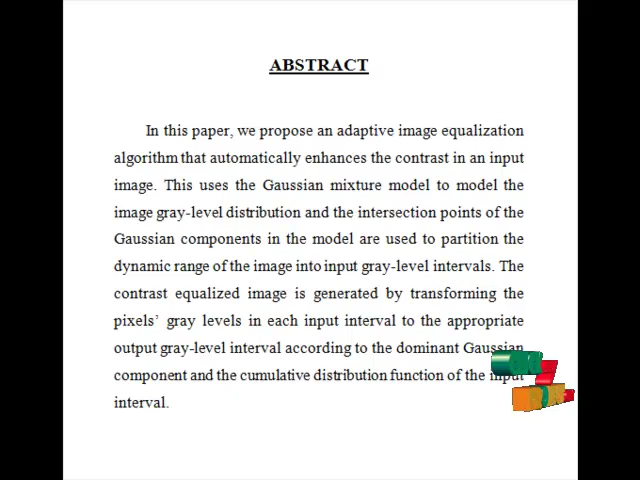 ABSTRACT
In this paper, we propose an adaptive image equalization
algorithm that automatically enhances the contrast in an input
image. This uses the Gaussian mixture model to model the
image gray-level distribution and the intersection points of the
Gaussian components in the model are used to partition the
dynamic range of the image into input gray-level intervals. The
contrast equalized image is generated by transforming the
pixels’ gray levels in each input interval to the appropriate
output gray-level interval according to the dominant Gaussian
component and the cumulative distribution function of the input
interval.